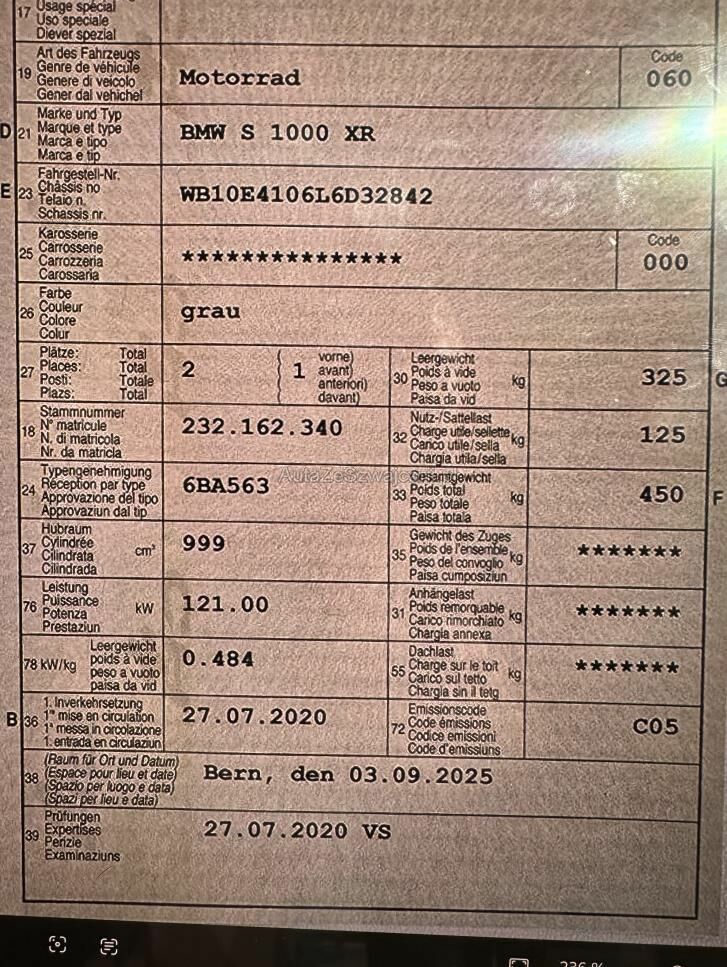 17 Usage spécial
Uso speciale
Diever spezial
19 Art des Fahrzeugs
Genre de véhicule
Genere di veicolo
Gener dal vehichel
Motorrad
Code
060
D 21 Marke und Typ
Marque et type
Marca e tipo
Marca e tip
BMW S 1000 XR
E 23 Fahrgestell-Nr.
Châssis no
Telaio n.
Schassis nr.
WB10E4106L6D32842
25 Karosserie
Carrosserie
Carrozzeria
Carossaria
***************
Code
000
26 Farbe
Couleur
Colore
Colur
grau
27 Plätze: Total
Places: Total
Posti: Totale
Plazs: Total
2
1
vorne)
avant)
anteriori)
davant)
30 Leergewicht
Poids à vide
Peso a vuoto
Paisa da vid
kg
325
G
18 Stammnummer
N° matricule
N. di matricola
Nr. da matricla
232.162.340
32 Nutz-/Sattellast
Charge utile/sellette
Carico utile/sella
Chargia utila/sella
kg
125
24 Typengenehmigung
Réception par type
Approvazione del tipo
Approvaziun dal tip
6BA563
33 Gesamtgewicht
Poids total
Peso totale
Paisa totala
kg
450
F
37 Hubraum
Cylindrée
Cilindrata
Cilindrada
cm³
999
35 Gewicht des Zuges
Poids de l'ensemble
Peso del convoglio
Paisa cumposiziun
kg
*******
76 Leistung
Puissance
Potenza
Prestaziun
kW
121.00
31 Anhängelast
Poids remorquable
Carico rimorchiato
Chargia annexa
kg
*******
78 kW/kg
Leergewicht
poids à vide
peso a vuoto
paisa da vid
0.484
55 Dachlast
Charge sur le toit
Carico sul tetto
Chargia sin il tetg
kg
*******
B 36 1. Inverkehrsetzung
1re mise en circulation
1a messa in circolazione
1. entrada en circulaziun
27.07.2020
72 Emissionscode
Code émissions
Codice emissioni
Code d'emissiuns
C05
38 (Raum für Ort und Datum)
(Espace pour lieu et date)
(Spazio per luogo e data)
(Spazi per lieu e data)
Bern, den 03.09.2025
39 Prüfungen
Expertises
Perizie
Examinaziuns
27.07.2020 VS